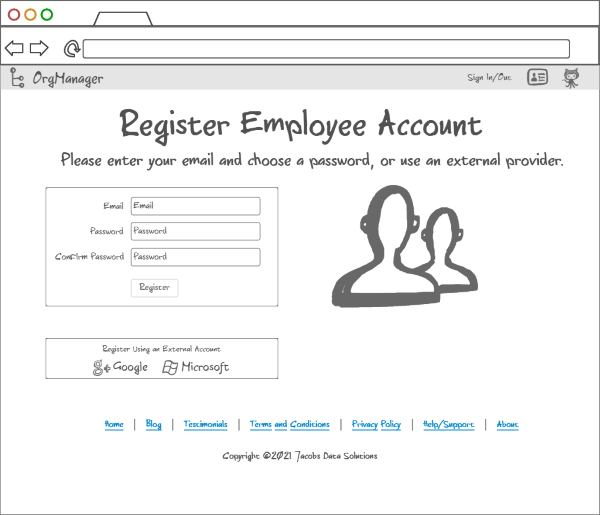 OrgManager
Sign In/Out
Register Employee Account
Please enter your email and choose a password, or use an external provider.
Email Email
Password Password
Confirm Password Password
Register
Register Using an External Account
g+ Google Microsoft
Home | Blog | Testimonials | Terms and Conditions | Privacy Policy | Help/Support | About
Copyright ©2021 Jacobs Data Solutions